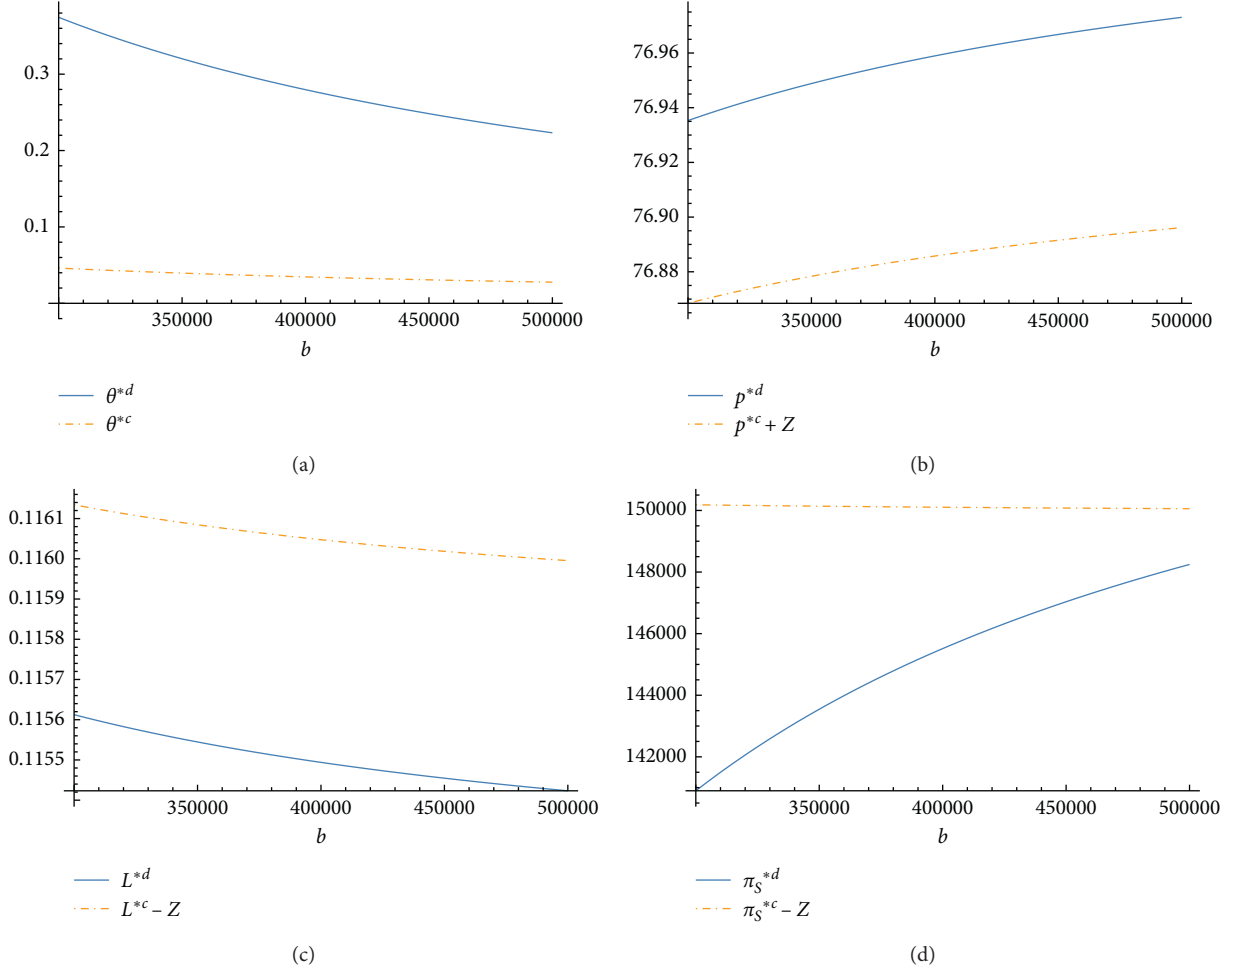 0.3
0.2
0.1
350000 400000 450000 500000
b
θ*d
θ*c
(a)
76.96
76.94
76.92
76.90
76.88
350000 400000 450000 500000
b
p*d
p*c + Z
(b)
0.1161
0.1160
0.1159
0.1158
0.1157
0.1156
0.1155
350000 400000 450000 500000
b
L*d
L*c – Z
(c)
150000
148000
146000
144000
142000
350000 400000 450000 500000
b
πS*d
πS*c – Z
(d)